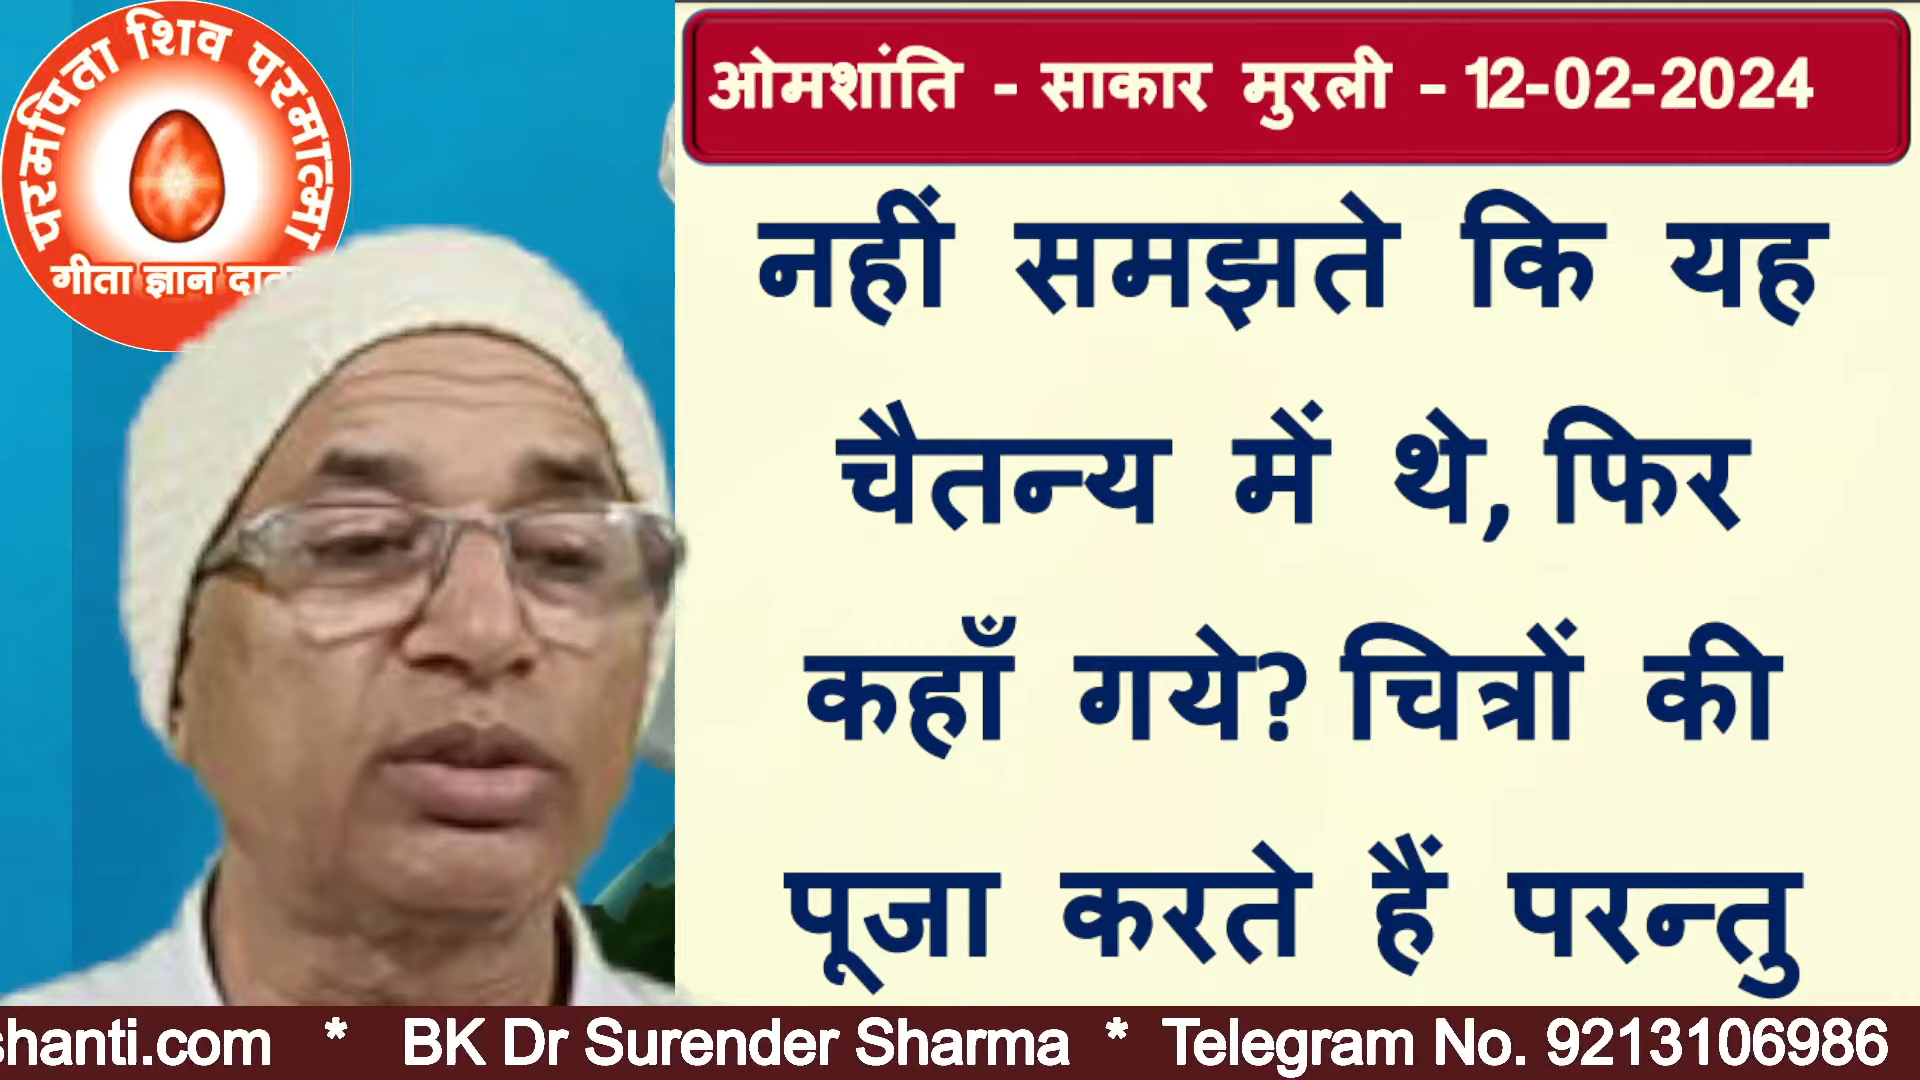 परमपिता शिव परमात्मा
गीता ज्ञान
ओमशांति - साकार मुरली - 12-02-2024
नहीं समझते कि यह
चैतन्य में थे, फिर
कहाँ गये? चित्रों की
पूजा करते हैं परन्तु
shanti.com * BK Dr Surender Sharma * Telegram No. 9213106986